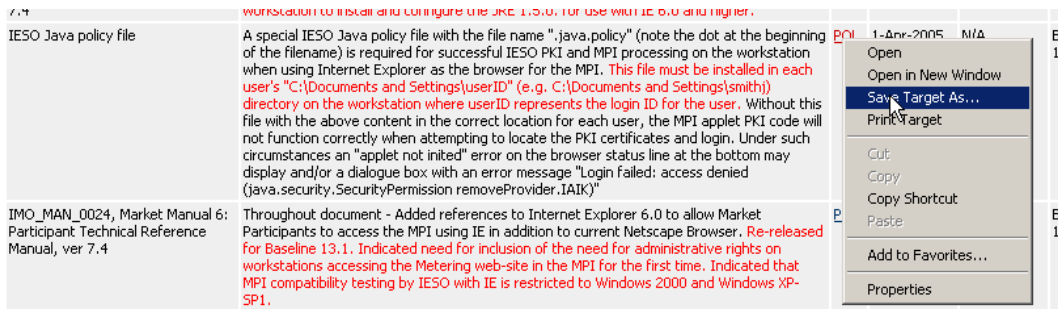 7.4
workstation to install and configure the JRE 1.5.0. for use with IE 6.0 and higher.
IESO Java policy file
A special IESO Java policy file with the file name ".java.policy" (note the dot at the beginning
of the filename) is required for successful IESO PKI and MPI processing on the workstation
when using Internet Explorer as the browser for the MPI. This file must be installed in each
user's "C:\Documents and Settings\userID" (e.g. C:\Documents and Settings\smithj)
directory on the workstation where userID represents the login ID for the user. Without this
file with the above content in the correct location for each user, the MPI applet PKI code will
not function correctly when attempting to locate the PKI certificates and login. Under such
circumstances an "applet not inited" error on the browser status line at the bottom may
display and/or a dialogue box with an error message "Login failed: access denied
(java.security.SecurityPermission removeProvider.IAIK)"
POL
1-Apr-2005
N/A
Open
Open in New Window
Save Target As...
Print Target
Cut
Copy
Copy Shortcut
Paste
Add to Favorites...
Properties
IMO_MAN_0024, Market Manual 6:
Participant Technical Reference
Manual, ver 7.4
Throughout document - Added references to Internet Explorer 6.0 to allow Market
Participants to access the MPI using IE in addition to current Netscape Browser. Re-released
for Baseline 13.1. Indicated need for inclusion of the need for administrative rights on
workstations accessing the Metering web-site in the MPI for the first time. Indicated that
MPI compatibility testing by IESO with IE is restricted to Windows 2000 and Windows XP-
SP1.